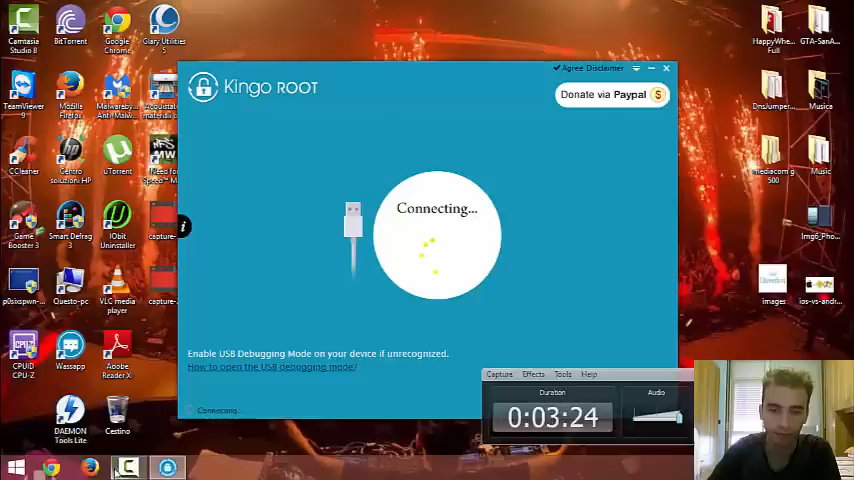 Camtasia
Studio 8
BitTorrent
Google
Chrome
Glary Utilities
5
HappyWhee...
Full
GTA-SanA...
TeamViewer
9
Mozilla
Firefox
Malwareby...
Anti-Malw...
Acquistate
DnsJumper...
Musica
CCleaner
Centro
soluzioni HP
uTorrent
Need for
Speed™ M...
Mediacom g
500
Music
Game
Booster 3
Smart Defrag
3
IObit
Uninstaller
capture-
Img6_Pho...
p0sixspwn-...
Questo-pc
VLC media
player
capture-
images
ios-vs-andr...
CPUID
CPU-Z
Wassapp
Adobe
Reader X
DAEMON
Tools Lite
Cestino
Kingo ROOT
Agree Disclaimer
Donate via Paypal
Connecting...
Enable USB Debugging Mode on your device if unrecognized.
How to open the USB debugging mode?
Connecting...
Capture Effects Tools Help
Duration
Audio
0:03:24